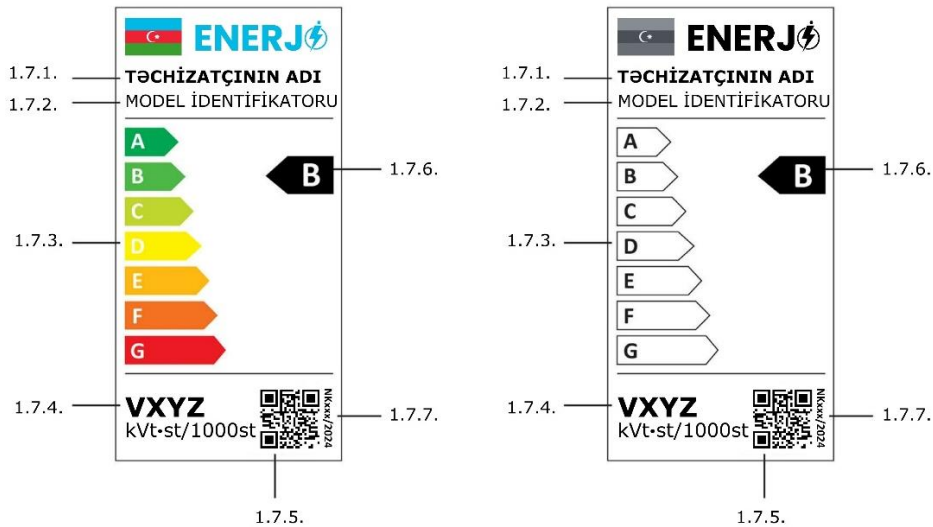 ENERJ
1.7.1.
TƏCHİZATÇININ ADI
1.7.2.
MODEL İDENTİFİKATORU
A
B
B
1.7.6.
C
1.7.3.
D
E
F
G
1.7.4.
VXYZ
kVt•st/1000st
NKxxx/2024
1.7.7.
1.7.5.
ENERJ
1.7.1.
TƏCHİZATÇININ ADI
1.7.2.
MODEL İDENTİFİKATORU
A
B
B
1.7.6.
C
1.7.3.
D
E
F
G
1.7.4.
VXYZ
kVt•st/1000st
NKxxx/2024
1.7.7.
1.7.5.